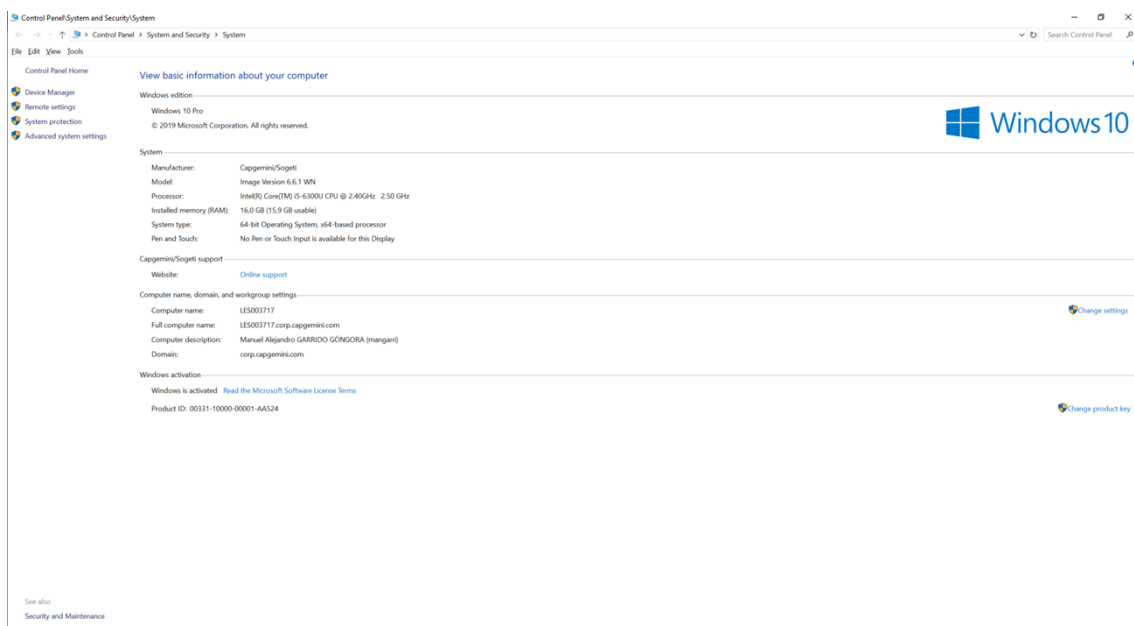 Control Panel\System and Security\System
Control Panel > System and Security > System
Search Control Panel
File Edit View Tools
Control Panel Home
Device Manager
Remote settings
System protection
Advanced system settings
View basic information about your computer
Windows edition
Windows 10 Pro
© 2019 Microsoft Corporation. All rights reserved.
Windows 10
System
Manufacturer: Capgemini/Sogeti
Model: Image Version 6.6.1 WN
Processor: Intel(R) Core(TM) i5-6300U CPU @ 2.40GHz 2.50 GHz
Installed memory (RAM): 16,0 GB (15,9 GB usable)
System type: 64-bit Operating System, x64-based processor
Pen and Touch: No Pen or Touch Input is available for this Display
Capgemini/Sogeti support
Website: Online support
Computer name, domain, and workgroup settings
Computer name: LES003717
Change settings
Full computer name: LES003717.corp.capgemini.com
Computer description: Manuel Alejandro GARRIDO GÓNGORA (mangarri)
Domain: corp.capgemini.com
Windows activation
Windows is activated Read the Microsoft Software License Terms
Product ID: 00331-10000-00001-AA524
Change product key
See also
Security and Maintenance